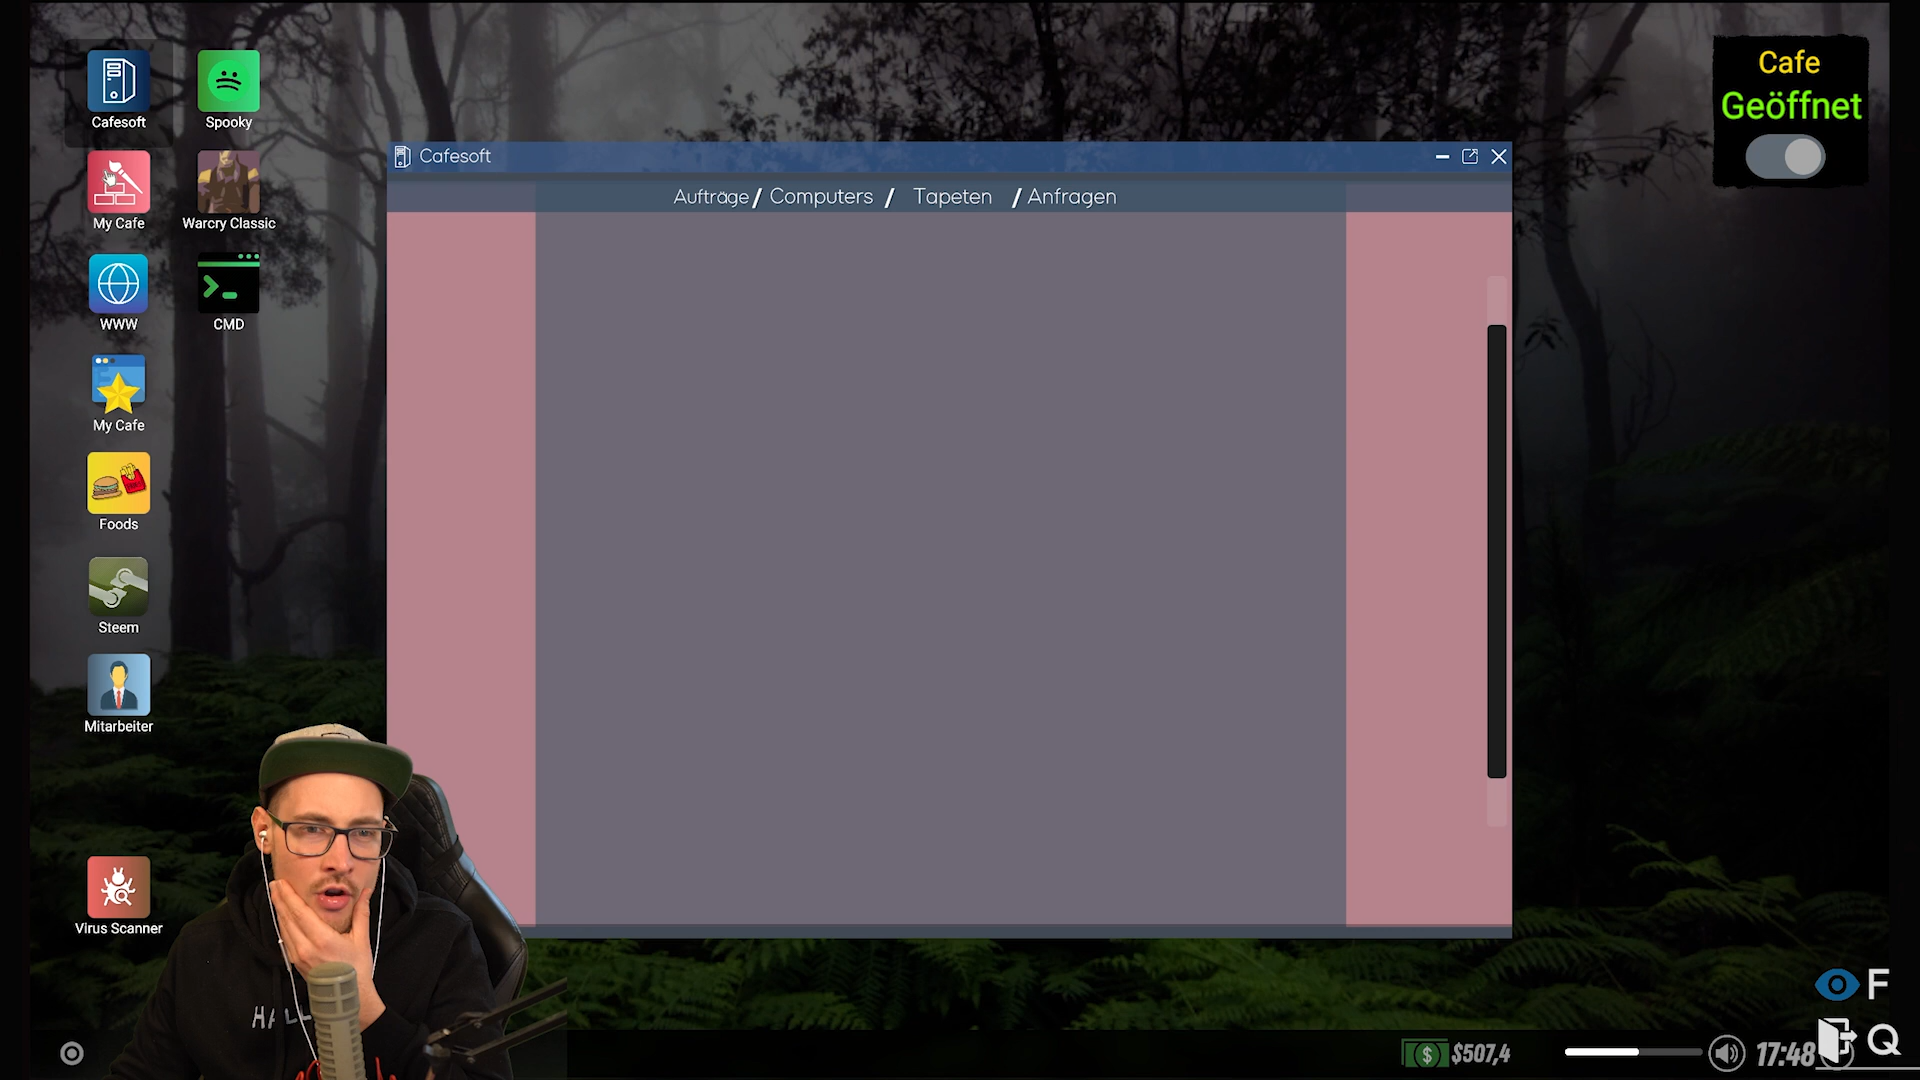 Cafesoft
Spooky
My Cafe
Warcry Classic
WWW
CMD
My Cafe
Foods
Steem
Mitarbeiter
Virus Scanner
Cafesoft
Aufträge / Computers / Tapeten / Anfragen
Cafe
Geöffnet
HALL
F
Q
$507,4
17:48